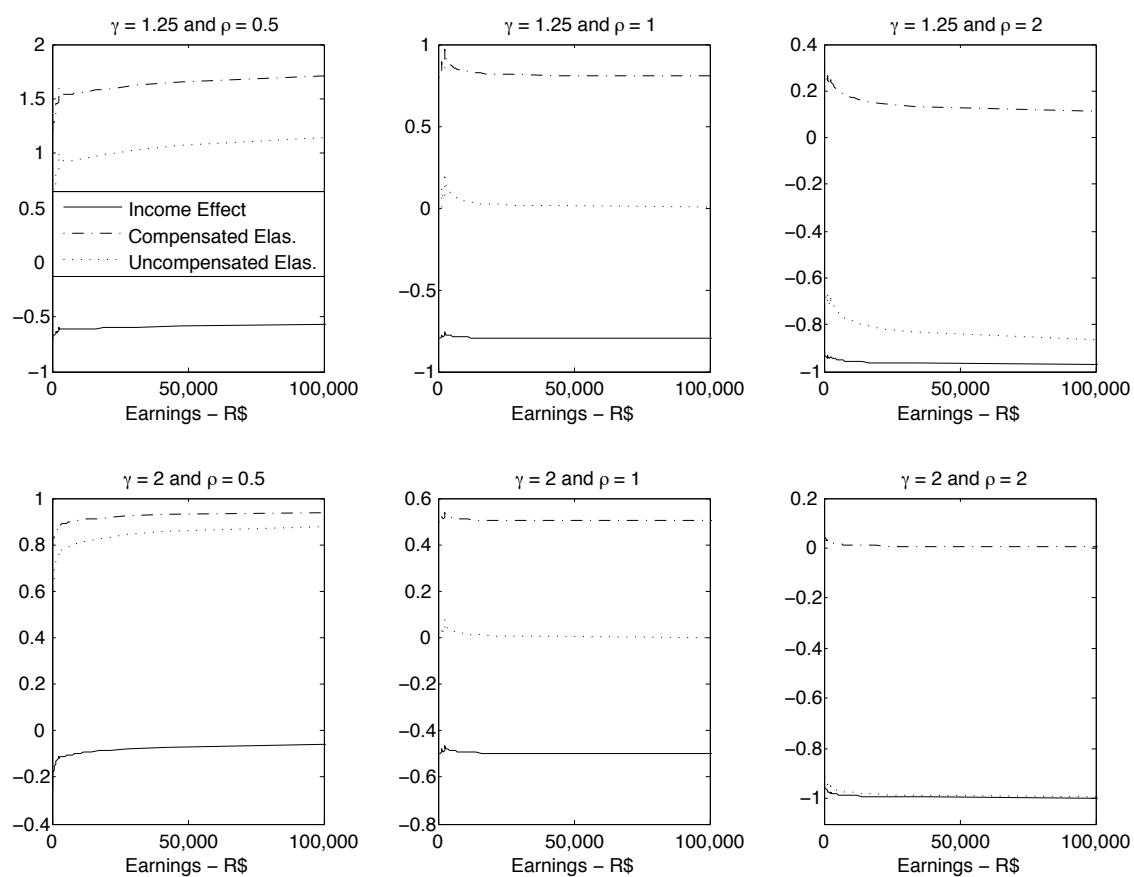 γ = 1.25 and ρ = 0.5
2
1.5
1
0.5
0
−0.5
−1
Income Effect
Compensated Elas.
Uncompensated Elas.
0 50,000 100,000
Earnings − R$
γ = 1.25 and ρ = 1
1
0.5
0
−0.5
−1
0 50,000 100,000
Earnings − R$
γ = 1.25 and ρ = 2
0.4
0.2
0
−0.2
−0.4
−0.6
−0.8
−1
0 50,000 100,000
Earnings − R$
γ = 2 and ρ = 0.5
1
0.8
0.6
0.4
0.2
0
−0.2
−0.4
0 50,000 100,000
Earnings − R$
γ = 2 and ρ = 1
0.6
0.4
0.2
0
−0.2
−0.4
−0.6
−0.8
0 50,000 100,000
Earnings − R$
γ = 2 and ρ = 2
0.2
0
−0.2
−0.4
−0.6
−0.8
−1
0 50,000 100,000
Earnings − R$